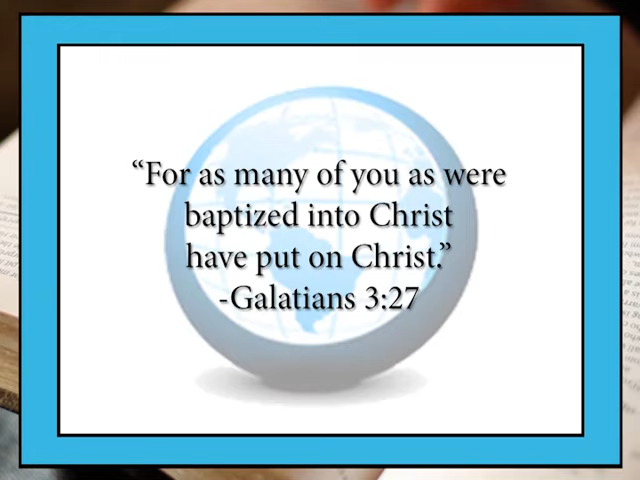 “For as many of you as were
baptized into Christ
have put on Christ.”
-Galatians 3:27